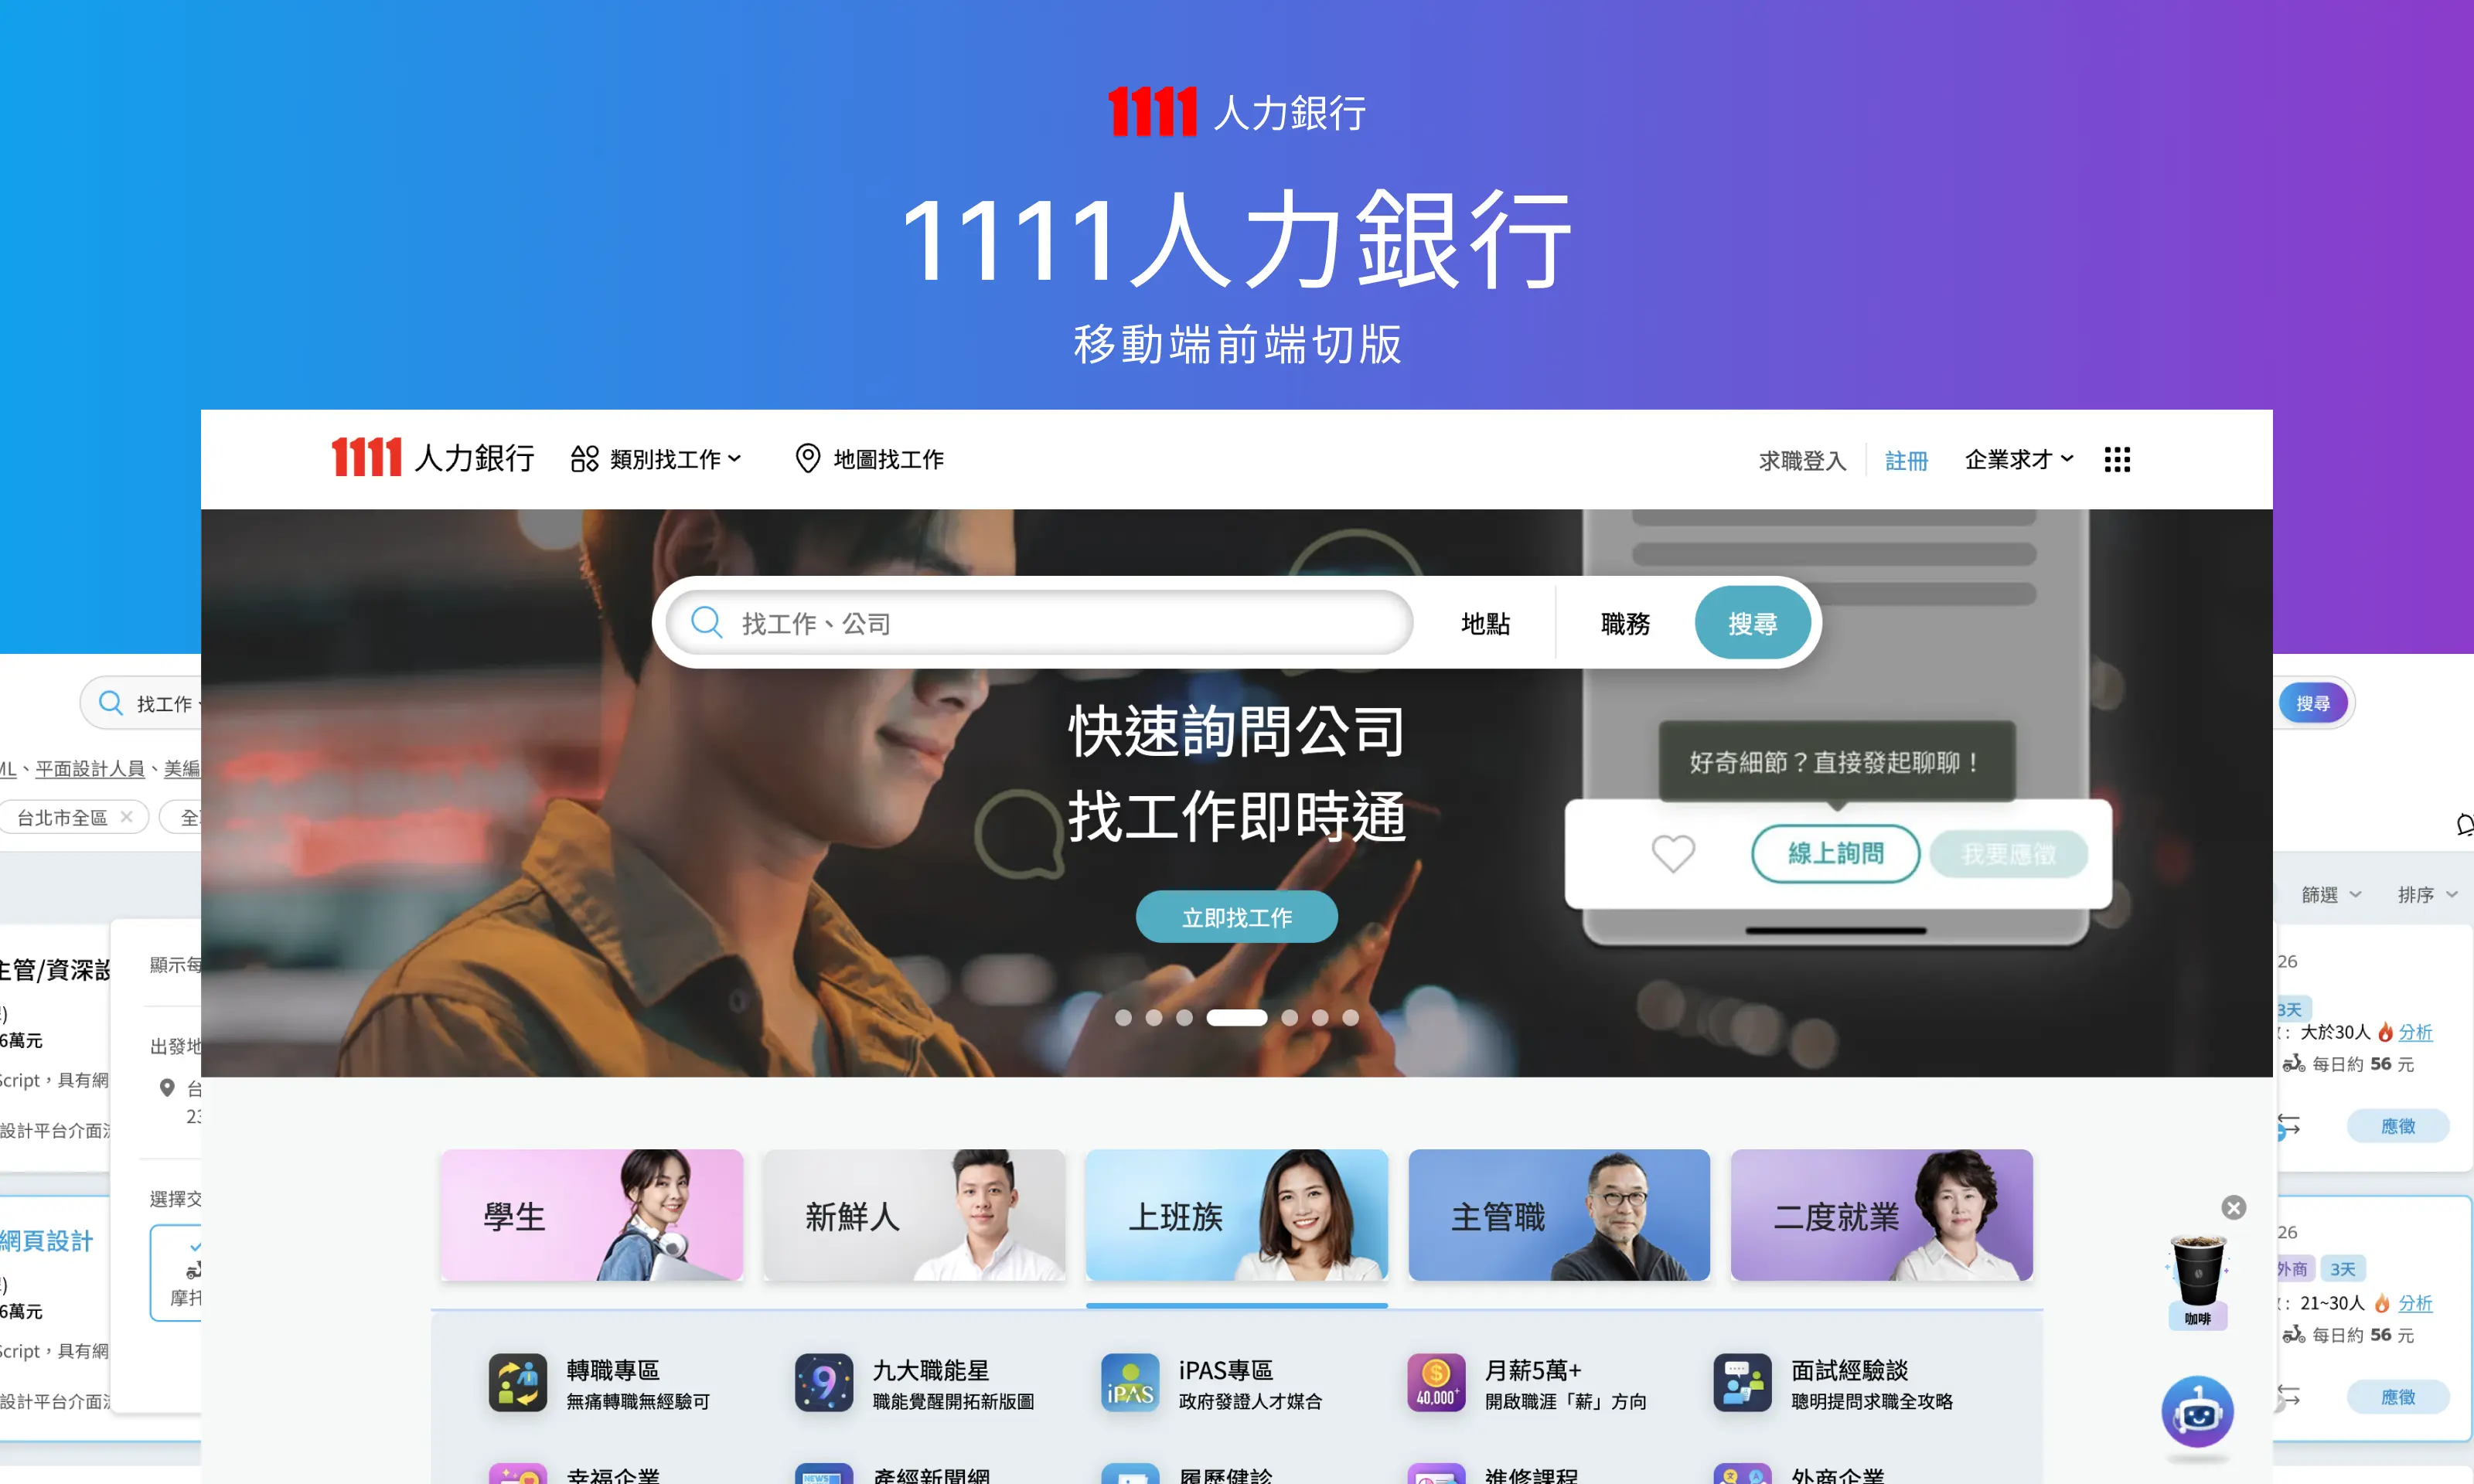 1111 人力銀行
1111人力銀行
移動端前端切版
1111 人力銀行
類別找工作
地圖找工作
求職登入
註冊
企業求才
找工作、公司
地點
職務
搜尋
快速詢問公司
找工作即時通
立即找工作
好奇細節？直接發起聊聊！
線上詢問
我要應徵
學生
新鮮人
上班族
主管職
二度就業
轉職專區
無痛轉職無經驗可
九大職能星
職能覺醒開拓新版圖
iPAS
iPAS專區
政府發證人才媒合
40,000+
月薪5萬+
開啟職涯「薪」方向
面試經驗談
聰明提問求職全攻略
幸福企業
NEWS
產經新聞網
履歷健診
進修課程
外商企業
咖啡
找工作
ML、平面設計人員、美編
台北市全區
主管/資深設
6萬元
Script，具有網
設計平台介面
顯示每
出發地
台
23
選擇交
摩托
網頁設計
6萬元
Script，具有網
設計平台介面
搜尋
篩選
排序
26
3天
大於30人
分析
每日約 56 元
應徵
26
外商
3天
21~30人
分析
每日約 56 元
應徵